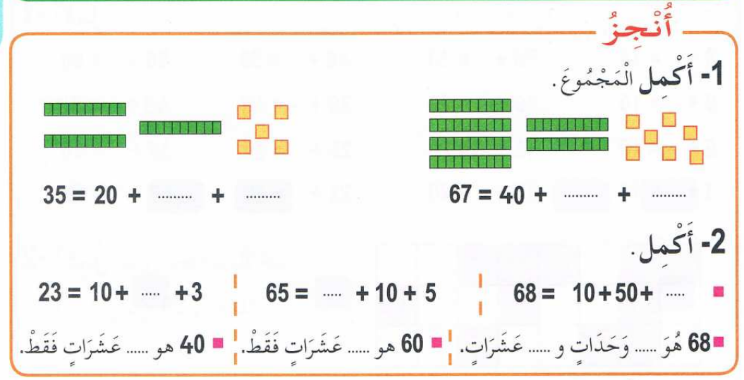 أُنْجِزُ
1- أَكْمِل الْمَجْمُوعَ.
67 = 40 + ........ + ........
35 = 20 + ........ + ........
2- أَكْمِل.
68 = 10+50+ .....
65 = ..... + 10 + 5
23 = 10+ ..... +3
68 هُوَ ...... وَحَدَاتٍ و ...... عَشَرَاتٍ.
60 هو ...... عَشَرَاتٍ فَقَطْ.
40 هو ...... عَشَرَاتٍ فَقَطْ.